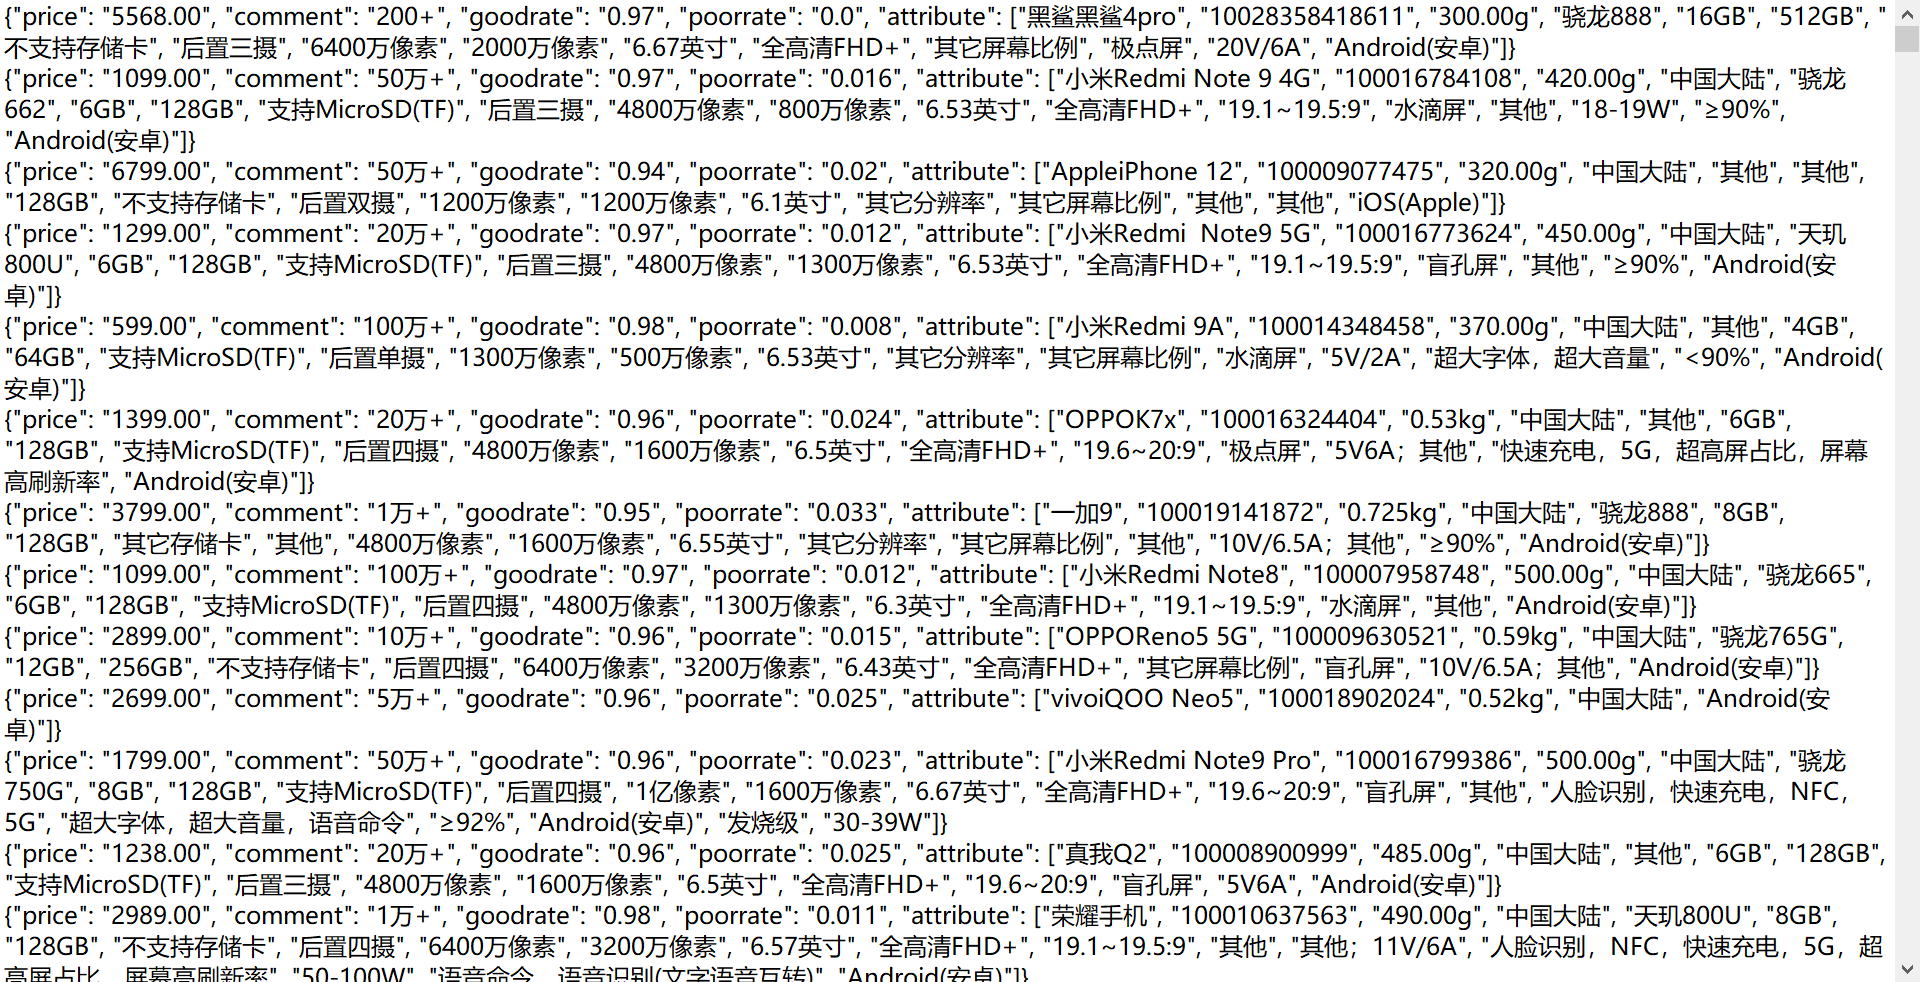 {"price": "5568.00", "comment": "200+", "goodrate": "0.97", "poorrate": "0.0", "attribute": ["黑鲨黑鲨4pro", "10028358418611", "300.00g", "骁龙888", "16GB", "512GB", "
不支持存储卡", "后置三摄", "6400万像素", "2000万像素", "6.67英寸", "全高清FHD+", "其它屏幕比例", "极点屏", "20V/6A", "Android(安卓)"]}
{"price": "1099.00", "comment": "50万+", "goodrate": "0.97", "poorrate": "0.016", "attribute": ["小米Redmi Note 9 4G", "100016784108", "420.00g", "中国大陆", "骁龙
662", "6GB", "128GB", "支持MicroSD(TF)", "后置三摄", "4800万像素", "800万像素", "6.53英寸", "全高清FHD+", "19.1~19.5:9", "水滴屏", "其他", "18-19W", "≥90%",
"Android(安卓)"]}
{"price": "6799.00", "comment": "50万+", "goodrate": "0.94", "poorrate": "0.02", "attribute": ["AppleiPhone 12", "100009077475", "320.00g", "中国大陆", "其他", "其他",
"128GB", "不支持存储卡", "后置双摄", "1200万像素", "1200万像素", "6.1英寸", "其它分辨率", "其它屏幕比例", "其他", "其他", "iOS(Apple)"]}
{"price": "1299.00", "comment": "20万+", "goodrate": "0.97", "poorrate": "0.012", "attribute": ["小米Redmi  Note9 5G", "100016773624", "450.00g", "中国大陆", "天玑
800U", "6GB", "128GB", "支持MicroSD(TF)", "后置三摄", "4800万像素", "1300万像素", "6.53英寸", "全高清FHD+", "19.1~19.5:9", "盲孔屏", "其他", "≥90%", "Android(安
卓)"]}
{"price": "599.00", "comment": "100万+", "goodrate": "0.98", "poorrate": "0.008", "attribute": ["小米Redmi 9A", "100014348458", "370.00g", "中国大陆", "其他", "4GB",
"64GB", "支持MicroSD(TF)", "后置单摄", "1300万像素", "500万像素", "6.53英寸", "其它分辨率", "其它屏幕比例", "水滴屏", "5V/2A", "超大字体，超大音量", "<90%", "Android(
安卓)"]}
{"price": "1399.00", "comment": "20万+", "goodrate": "0.96", "poorrate": "0.024", "attribute": ["OPPOK7x", "100016324404", "0.53kg", "中国大陆", "其他", "6GB",
"128GB", "支持MicroSD(TF)", "后置四摄", "4800万像素", "1600万像素", "6.5英寸", "全高清FHD+", "19.6~20:9", "极点屏", "5V6A；其他", "快速充电，5G，超高屏占比，屏幕
高刷新率", "Android(安卓)"]}
{"price": "3799.00", "comment": "1万+", "goodrate": "0.95", "poorrate": "0.033", "attribute": ["一加9", "100019141872", "0.725kg", "中国大陆", "骁龙888", "8GB",
"128GB", "其它存储卡", "其他", "4800万像素", "1600万像素", "6.55英寸", "其它分辨率", "其它屏幕比例", "其他", "10V/6.5A；其他", "≥90%", "Android(安卓)"]}
{"price": "1099.00", "comment": "100万+", "goodrate": "0.97", "poorrate": "0.012", "attribute": ["小米Redmi Note8", "100007958748", "500.00g", "中国大陆", "骁龙665",
"6GB", "128GB", "支持MicroSD(TF)", "后置四摄", "4800万像素", "1300万像素", "6.3英寸", "全高清FHD+", "19.1~19.5:9", "水滴屏", "其他", "Android(安卓)"]}
{"price": "2899.00", "comment": "10万+", "goodrate": "0.96", "poorrate": "0.015", "attribute": ["OPPOReno5 5G", "100009630521", "0.59kg", "中国大陆", "骁龙765G",
"12GB", "256GB", "不支持存储卡", "后置四摄", "6400万像素", "3200万像素", "6.43英寸", "全高清FHD+", "其它屏幕比例", "盲孔屏", "10V/6.5A；其他", "Android(安卓)"]}
{"price": "2699.00", "comment": "5万+", "goodrate": "0.96", "poorrate": "0.025", "attribute": ["vivoiQOO Neo5", "100018902024", "0.52kg", "中国大陆", "Android(安
卓)"]}
{"price": "1799.00", "comment": "50万+", "goodrate": "0.96", "poorrate": "0.023", "attribute": ["小米Redmi Note9 Pro", "100016799386", "500.00g", "中国大陆", "骁龙
750G", "8GB", "128GB", "支持MicroSD(TF)", "后置四摄", "1亿像素", "1600万像素", "6.67英寸", "全高清FHD+", "19.6~20:9", "盲孔屏", "其他", "人脸识别，快速充电，NFC，
5G", "超大字体，超大音量，语音命令", "≥92%", "Android(安卓)", "发烧级", "30-39W"]}
{"price": "1238.00", "comment": "20万+", "goodrate": "0.96", "poorrate": "0.025", "attribute": ["真我Q2", "100008900999", "485.00g", "中国大陆", "其他", "6GB", "128GB",
"支持MicroSD(TF)", "后置三摄", "4800万像素", "1600万像素", "6.5英寸", "全高清FHD+", "19.6~20:9", "盲孔屏", "5V6A", "Android(安卓)"]}
{"price": "2989.00", "comment": "1万+", "goodrate": "0.98", "poorrate": "0.011", "attribute": ["荣耀手机", "100010637563", "490.00g", "中国大陆", "天玑800U", "8GB",
"128GB", "不支持存储卡", "后置四摄", "6400万像素", "3200万像素", "6.57英寸", "全高清FHD+", "19.1~19.5:9", "其他", "其他；11V/6A", "人脸识别，NFC，快速充电，5G，超
高屏占比，屏幕高刷新率", "50-100W", "语音命令，语音识别(文字语音互转)", "Android(安卓)"]}